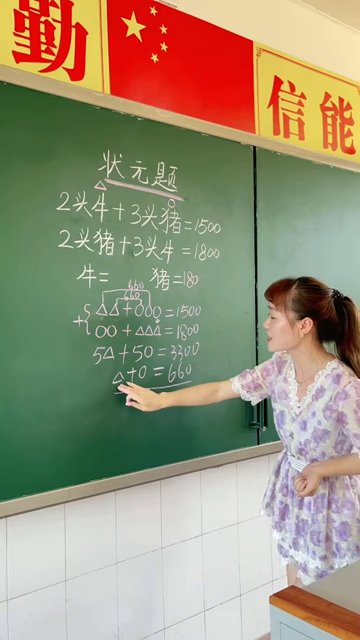 勤
信能
状元题
2头牛+3头猪=1500
2头猪+3头牛=1800
牛= 猪=180
660
660
△△+○○○=1500
+{
○○+△△△=1800
5△+5○=3300
△+○=660